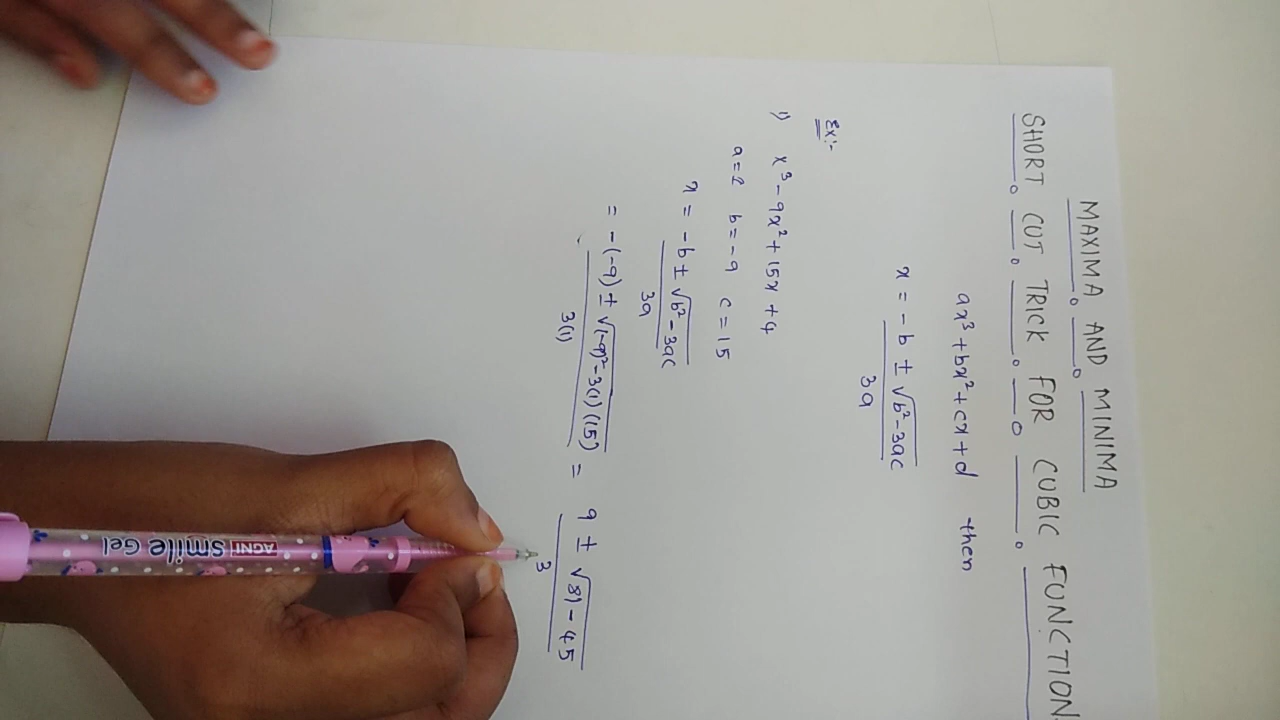 MAXIMA AND MINIMA
SHORT CUT TRICK FOR CUBIC FUNCTION
ax³+bx²+cx+d then
x = -b ± √b²-3ac
3a
Ex:-
1) x³-9x²+15x+4
a=1 b=-9 c=15
x = -b ± √b²-3ac
3a
= -(-9) ± √(-9)²-3(1)(15) = 9 ± √81-45
3(1) 3
AGNI Smile Gel